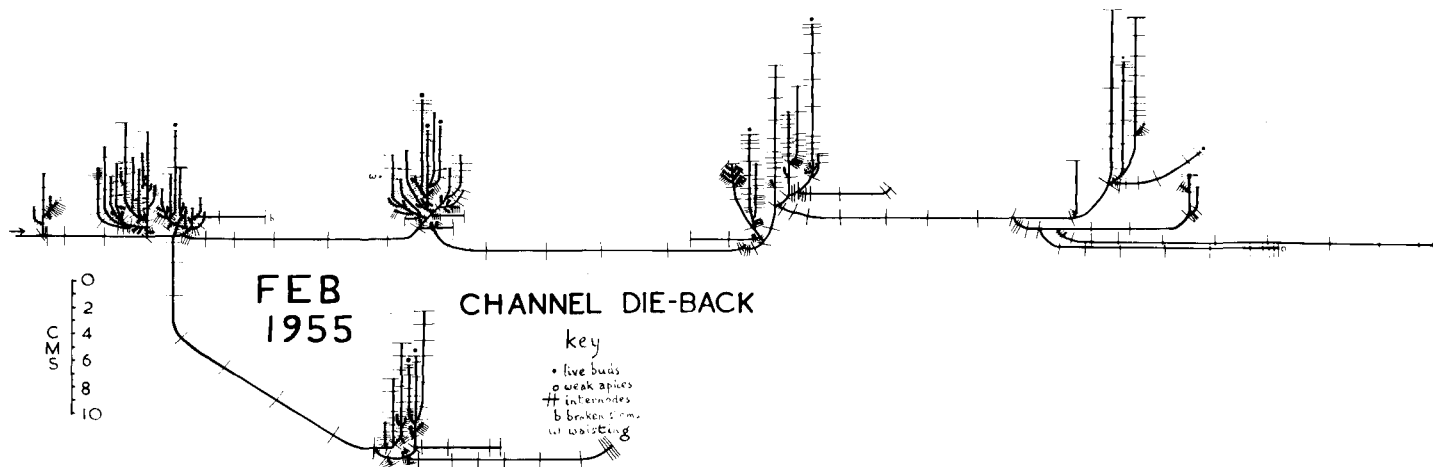 b
w.
FEB
1955
CHANNEL DIE-BACK
CMS
0
2
4
6
8
10
key
• live buds
o weak apices
# internodes
b broken
w waisting